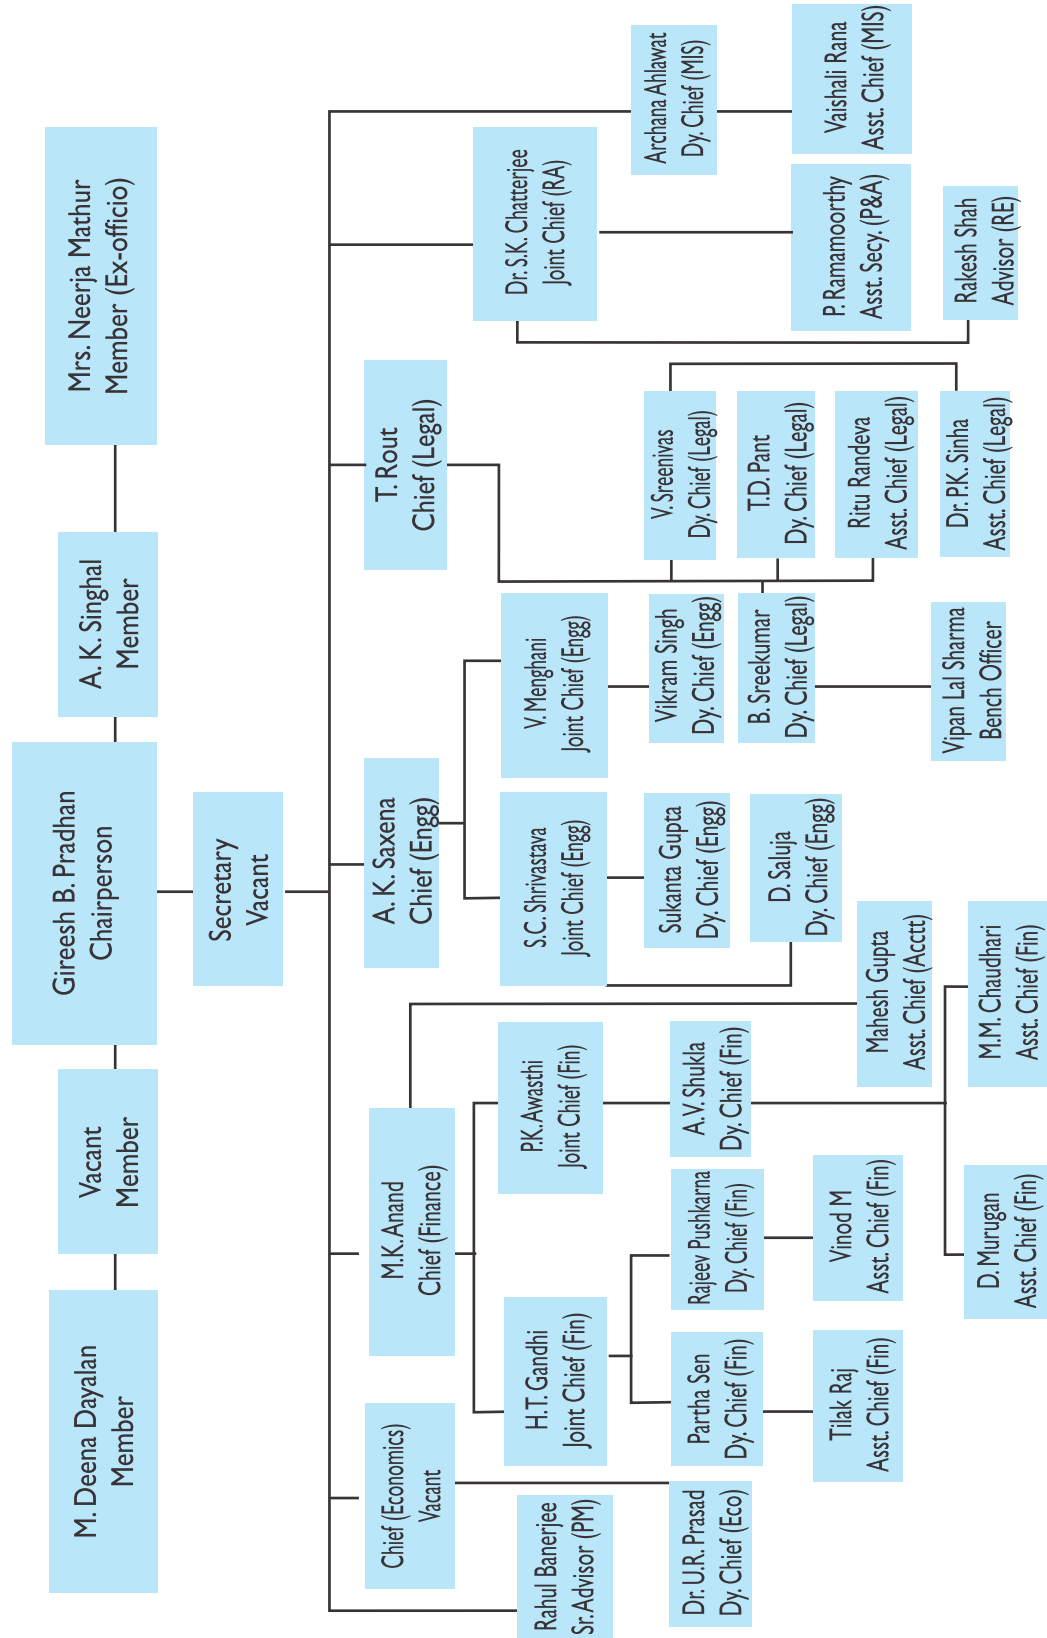 M. Deena Dayalan
Member
Vacant
Member
Gireesh B. Pradhan
Chairperson
A. K. Singhal
Member
Mrs. Neerja Mathur
Member (Ex-officio)
Secretary
Vacant
Chief (Economics)
Vacant
M.K. Anand
Chief (Finance)
A. K. Saxena
Chief (Engg)
T. Rout
Chief (Legal)
Rahul Banerjee
Sr. Advisor (PM)
H.T. Gandhi
Joint Chief (Fin)
P.K. Awasthi
Joint Chief (Fin)
S.C. Shrivastava
Joint Chief (Engg)
V. Menghani
Joint Chief (Engg)
Dr. S.K. Chatterjee
Joint Chief (RA)
Dr. U.R. Prasad
Dy. Chief (Eco)
Partha Sen
Dy. Chief (Fin)
Rajeev Pushkarna
Dy. Chief (Fin)
A.V. Shukla
Dy. Chief (Fin)
Sukanta Gupta
Dy. Chief (Engg)
Vikram Singh
Dy. Chief (Engg)
V. Sreenivas
Dy. Chief (Legal)
Archana Ahlawat
Dy. Chief (MIS)
D. Saluja
Dy. Chief (Engg)
B. Sreekumar
Dy. Chief (Legal)
T.D. Pant
Dy. Chief (Legal)
Tilak Raj
Asst. Chief (Fin)
Vinod M
Asst. Chief (Fin)
Mahesh Gupta
Asst. Chief (Acctt)
Ritu Randeva
Asst. Chief (Legal)
P. Ramamoorthy
Asst. Secy. (P&A)
Vaishali Rana
Asst. Chief (MIS)
D. Murugan
Asst. Chief (Fin)
M.M. Chaudhari
Asst. Chief (Fin)
Vipan Lal Sharma
Bench Officer
Dr. P.K. Sinha
Asst. Chief (Legal)
Rakesh Shah
Advisor (RE)